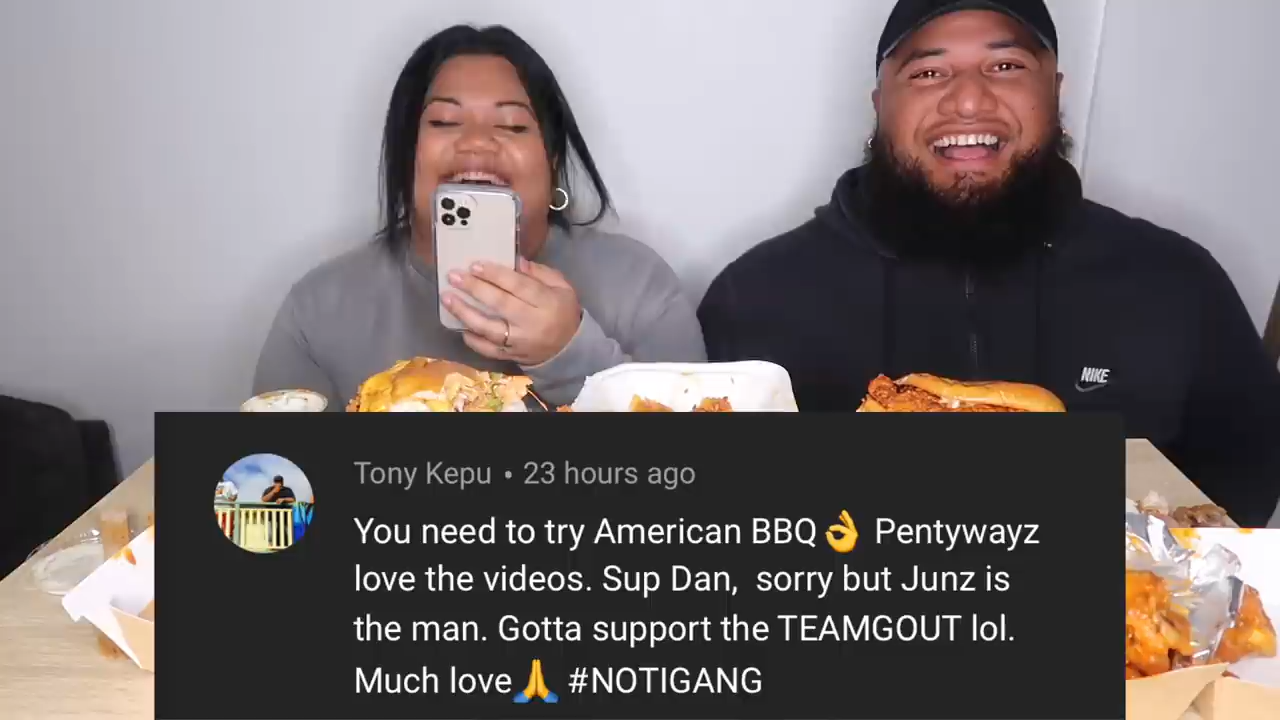 NIKE
Tony Kepu • 23 hours ago
You need to try American BBQ👌 Pentywayz
love the videos. Sup Dan, sorry but Junz is
the man. Gotta support the TEAMGOUT lol.
Much love🙏 #NOTIGANG